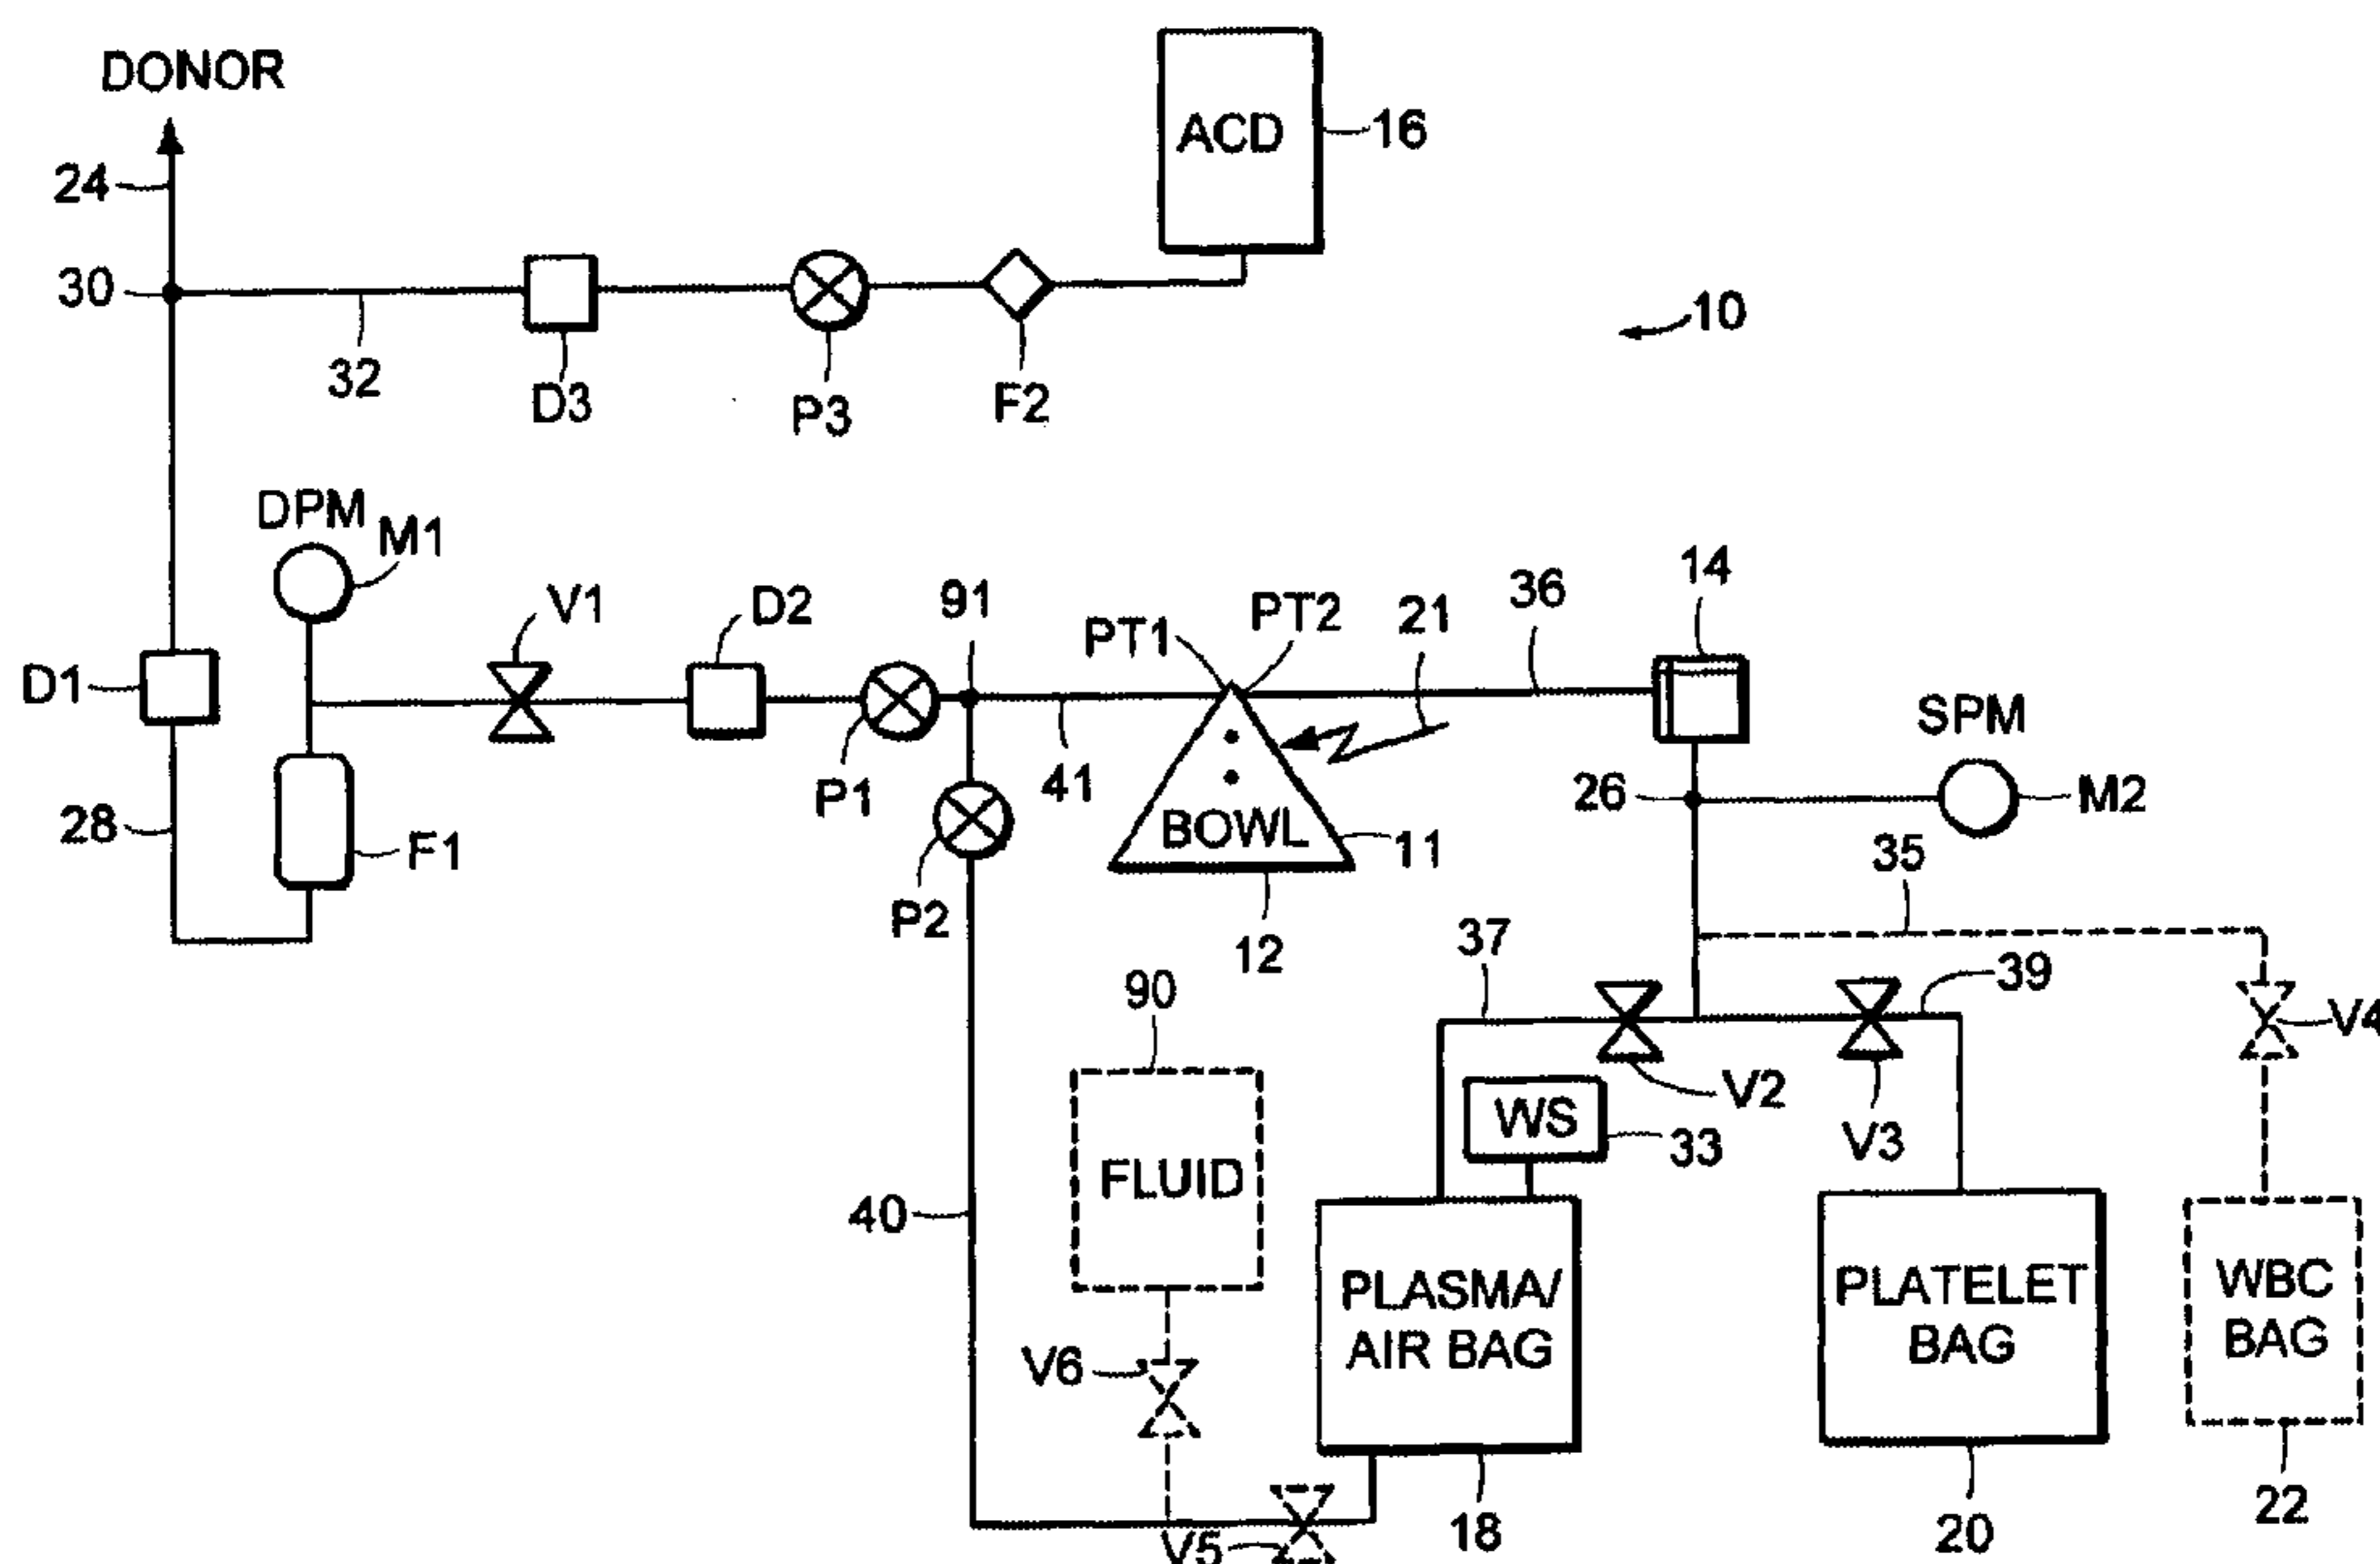 DONOR
ACD
16
24
30
10
32
D3
P3
F2
DPM
M1
V1
D2
91
PT1
PT2
21
36
14
D1
SPM
P1
41
26
M2
28
F1
BOWL
11
35
P2
12
37
39
90
V4
V2
WS
33
V3
FLUID
40
PLASMA/
AIR BAG
PLATELET
BAG
WBC
BAG
V6
18
20
22
V5